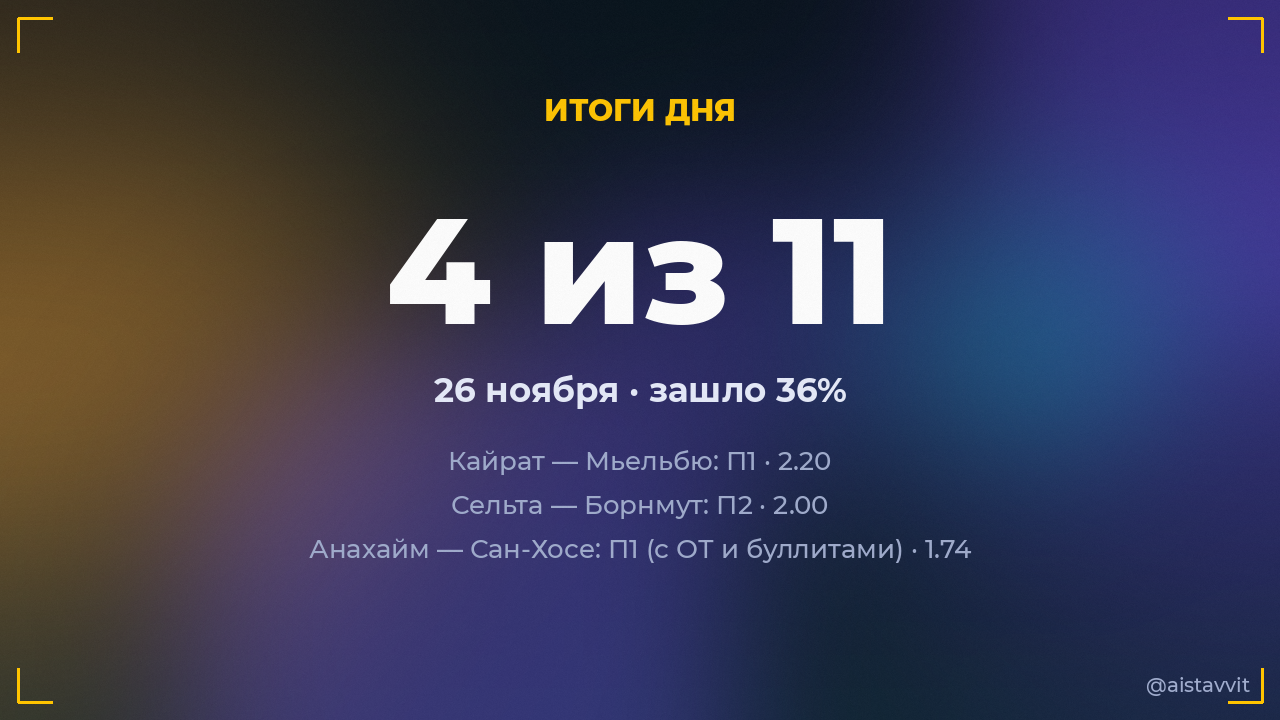 ИТОГИ ДНЯ
4 из 11
26 ноября · зашло 36%
Кайрат — Мьельбю: П1 · 2.20
Сельта — Борнмут: П2 · 2.00
Анахайм — Сан-Хосе: П1 (с ОТ и буллитами) · 1.74
@aistavvit